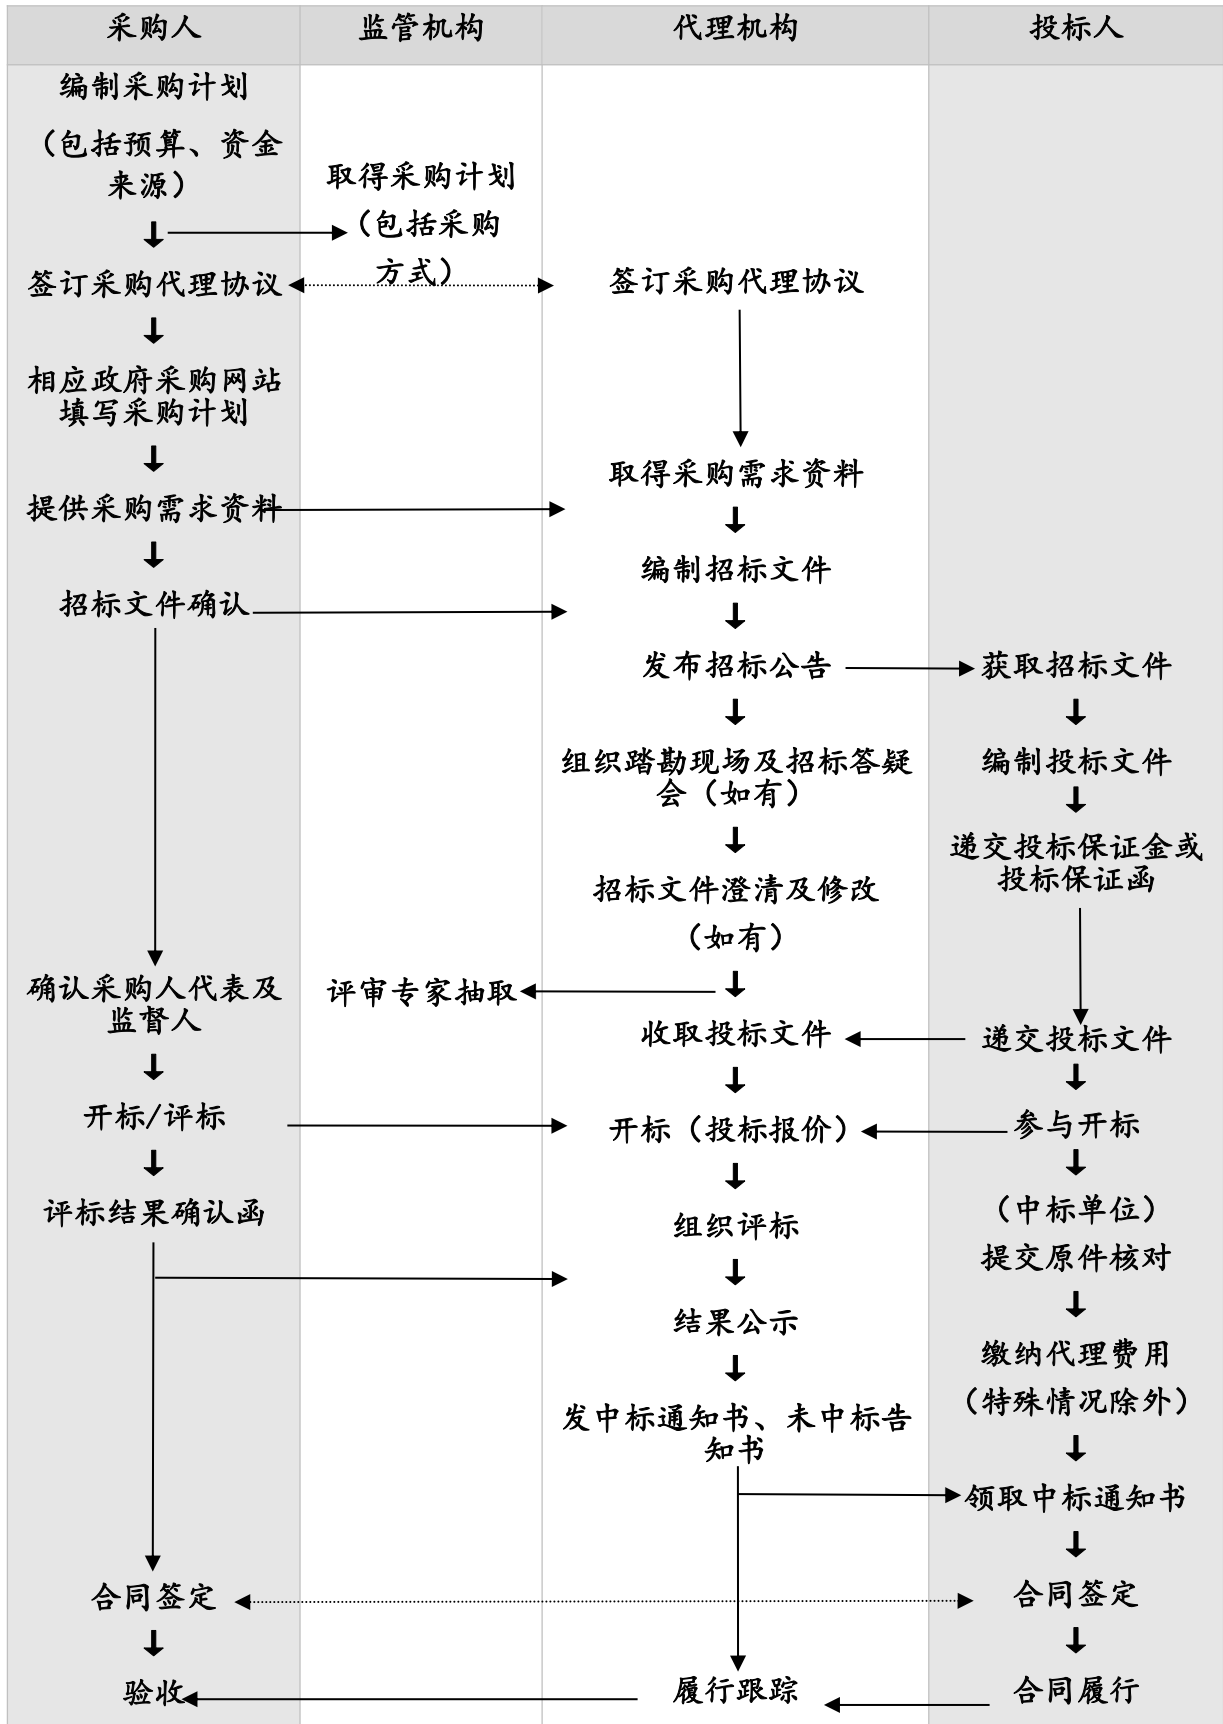 采购人
监管机构
代理机构
投标人
编制采购计划
（包括预算、资金
来源）
签订采购代理协议
相应政府采购网站
填写采购计划
提供采购需求资料
招标文件确认
确认采购人代表及
监督人
开标/评标
评标结果确认函
合同签定
验收
取得采购计划
（包括采购
方式）
评审专家抽取
签订采购代理协议
取得采购需求资料
编制招标文件
发布招标公告
组织踏勘现场及招标答疑
会（如有）
招标文件澄清及修改
（如有）
收取投标文件
开标（投标报价）
组织评标
结果公示
发中标通知书、未中标告
知书
履行跟踪
获取招标文件
编制投标文件
递交投标保证金或
投标保证函
递交投标文件
参与开标
（中标单位）
提交原件核对
缴纳代理费用
（特殊情况除外）
领取中标通知书
合同签定
合同履行